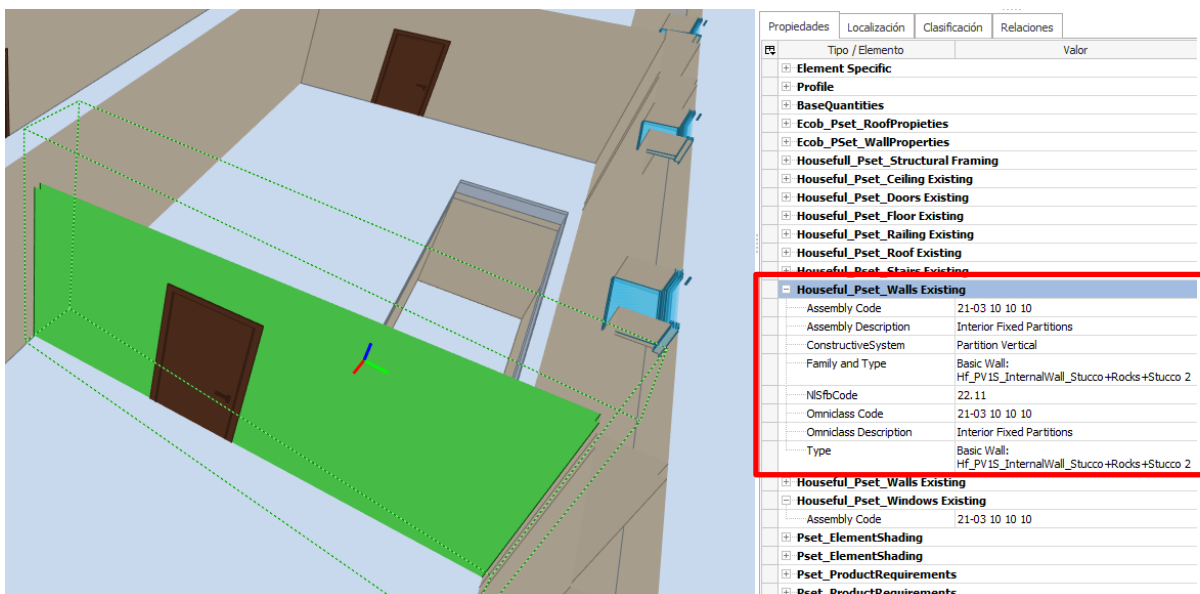 Propiedades Localización Clasificación Relaciones
Tipo / Elemento Valor
Element Specific
Profile
BaseQuantities
Ecob_Pset_RoofPropieties
Ecob_PSet_WallProperties
Housefull_Pset_Structural Framing
Houseful_Pset_Ceiling Existing
Houseful_Pset_Doors Existing
Houseful_Pset_Floor Existing
Houseful_Pset_Railing Existing
Houseful_Pset_Roof Existing
Houseful_Pset_Stairs Existing
Houseful_Pset_Walls Existing
Assembly Code 21-03 10 10 10
Assembly Description Interior Fixed Partitions
ConstructiveSystem Partition Vertical
Family and Type Basic Wall:
Hf_PV1S_InternalWall_Stucco+Rocks+Stucco 2
NlSfbCode 22.11
Omniclass Code 21-03 10 10 10
Omniclass Description Interior Fixed Partitions
Type Basic Wall:
Hf_PV1S_InternalWall_Stucco+Rocks+Stucco 2
Houseful_Pset_Walls Existing
Houseful_Pset_Windows Existing
Assembly Code 21-03 10 10 10
Pset_ElementShading
Pset_ElementShading
Pset_ProductRequirements
Pset_ProductRequirements